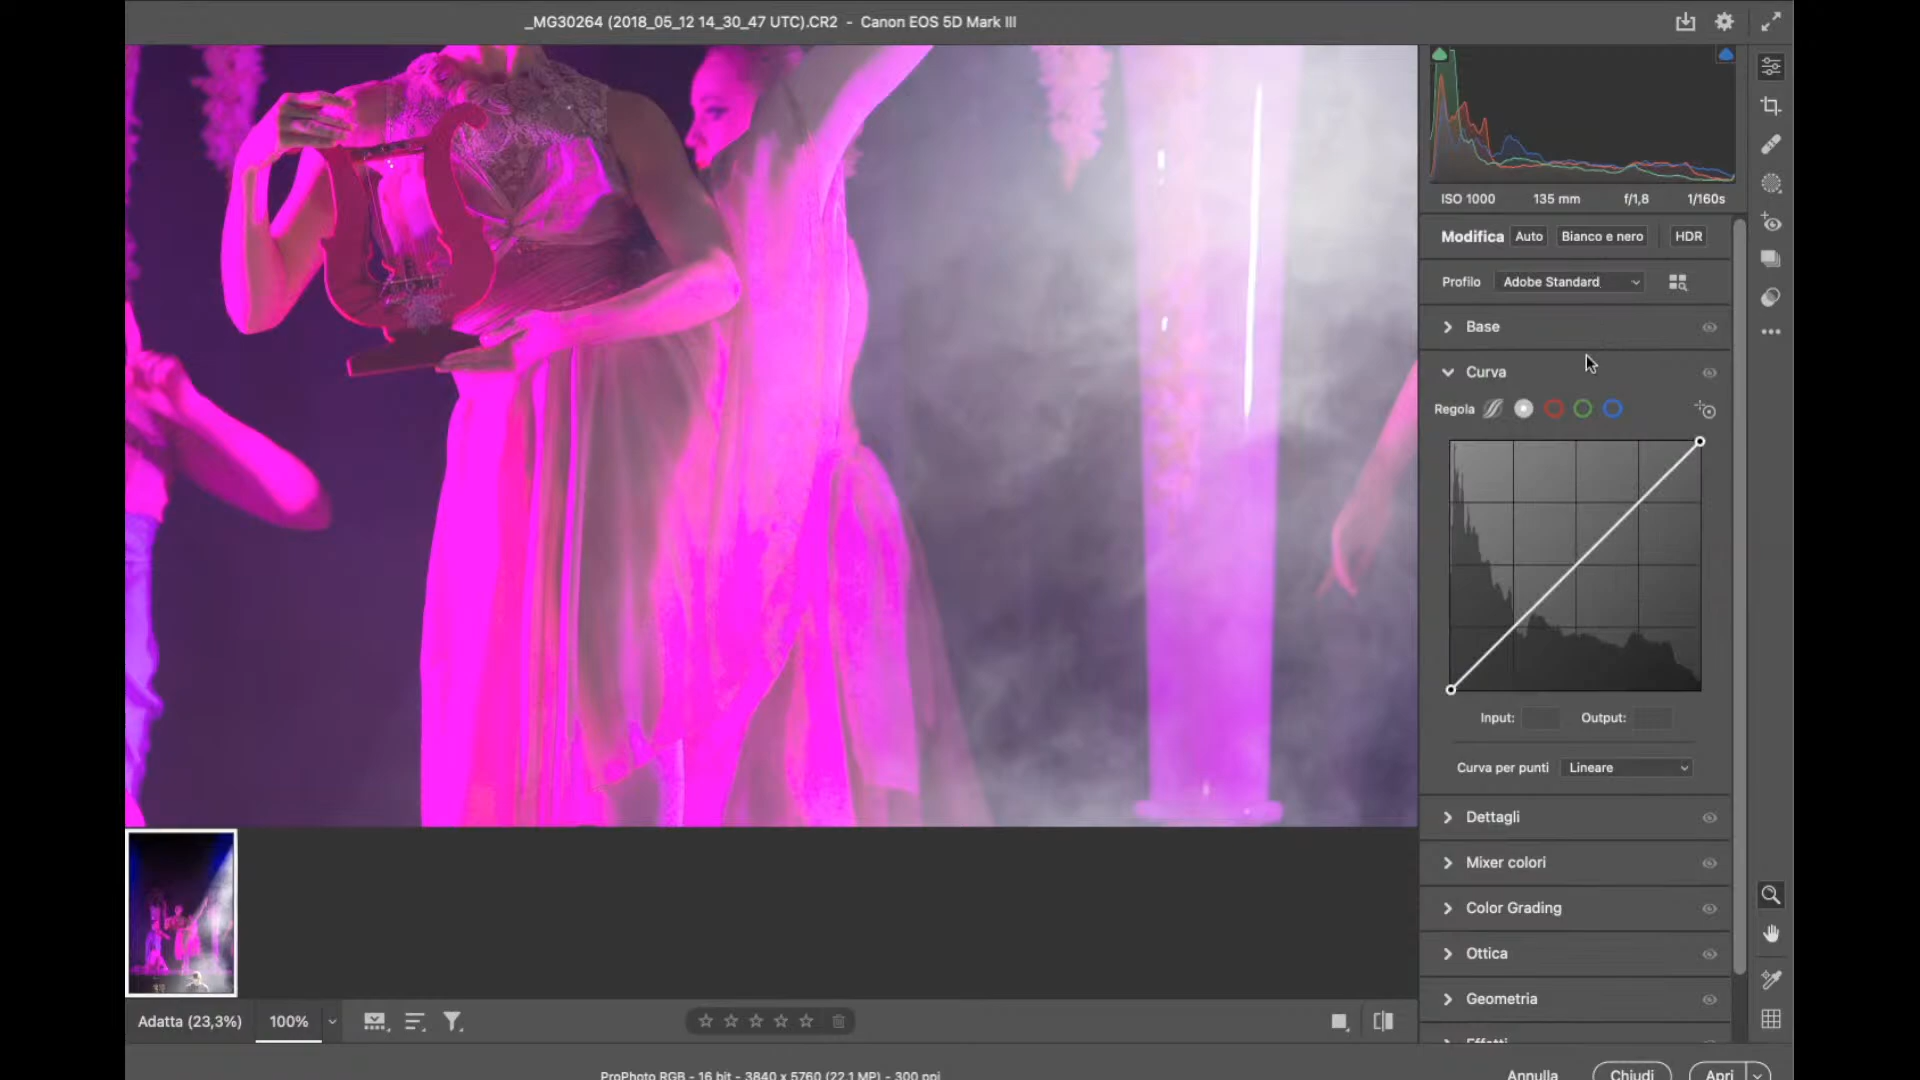 _MG30264 (2018_05_12 14_30_47 UTC).CR2 - Canon EOS 5D Mark III
ISO 1000 135 mm f/1,8 1/160s
Modifica Auto Bianco e nero HDR
Profilo Adobe Standard
Base
Curva
Regola
Input: Output:
Curva per punti Lineare
Dettagli
Mixer colori
Color Grading
Ottica
Geometria
Effetti
Adatta (23,3%) 100%
ProPhoto RGB - 16 bit - 3840 x 5760 (22,1 MP) - 300 ppi
Annulla Chiudi Apri